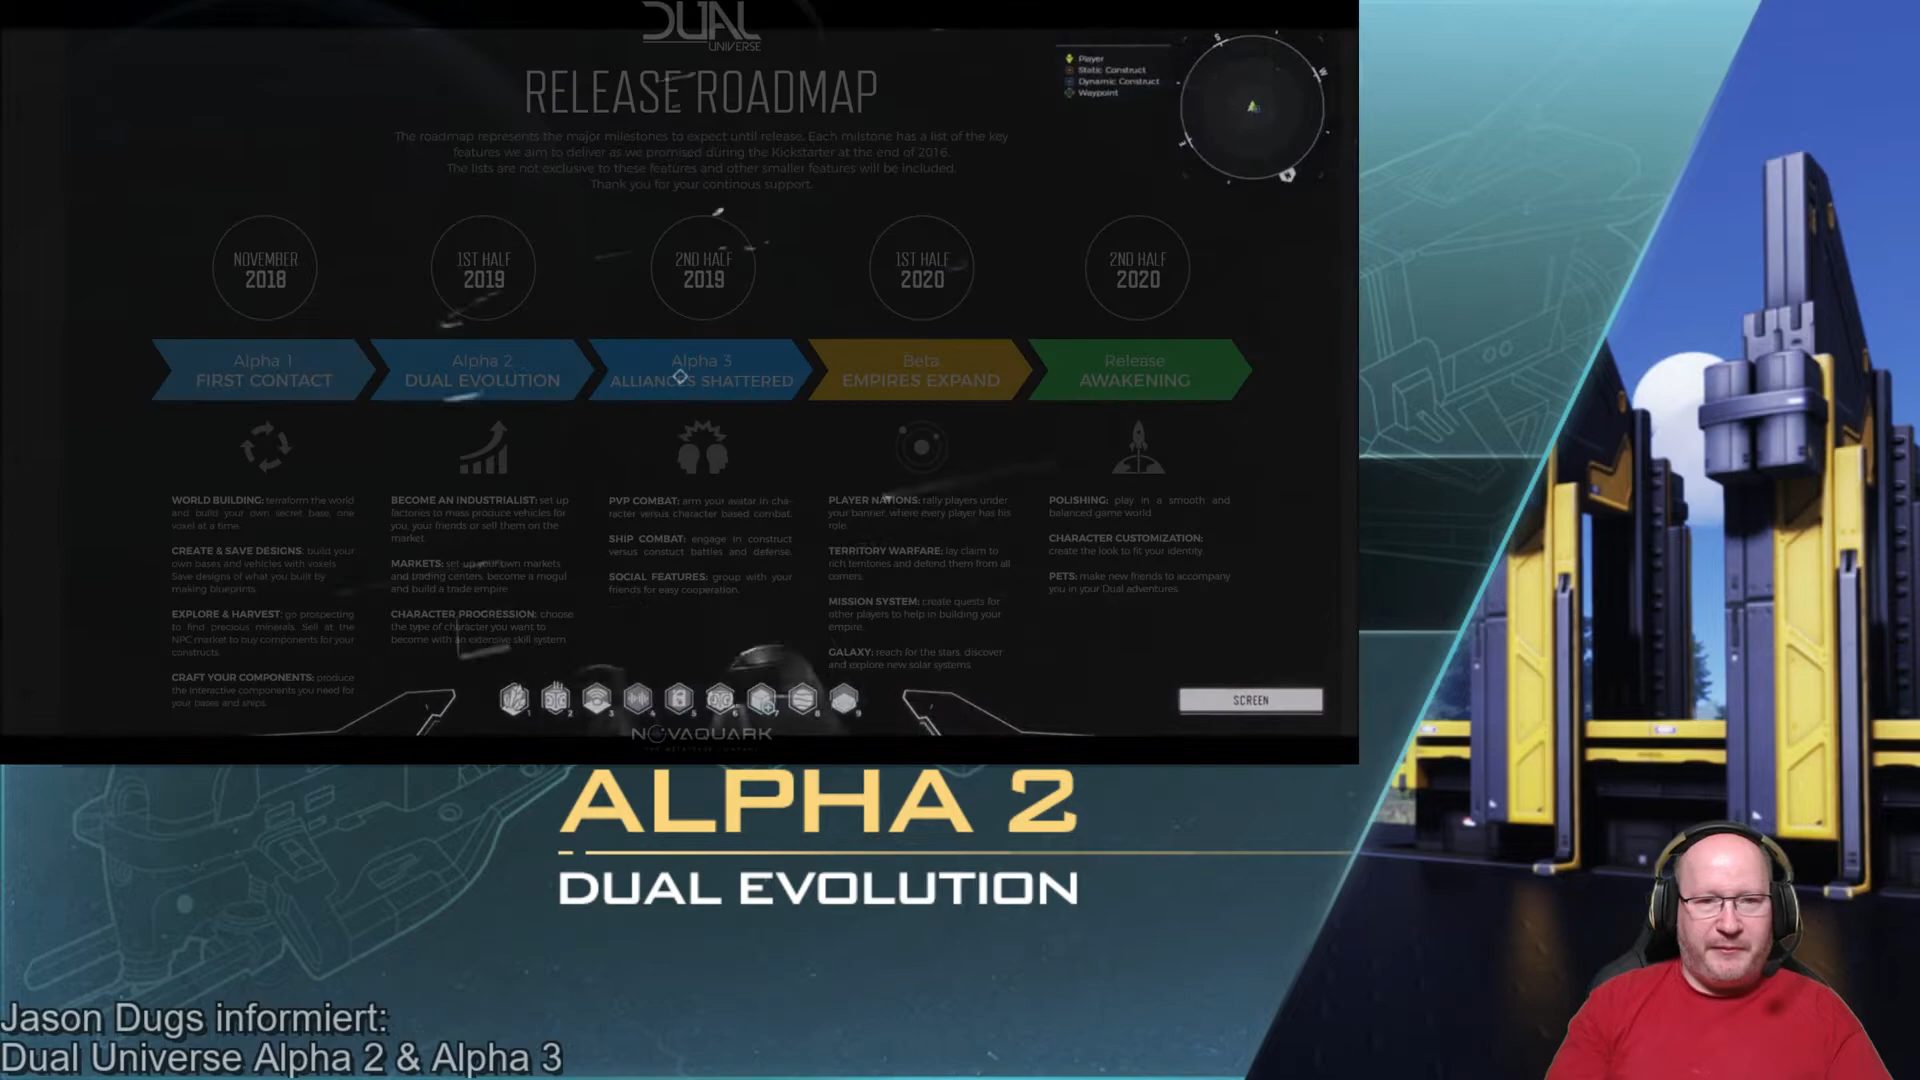 DUAL
UNIVERSE
RELEASE ROADMAP
The roadmap represents the major milestones to expect until release. Each milstone has a list of the key
features we aim to deliver as we promised during the Kickstarter at the end of 2016.
The lists are not exclusive to these features and other smaller features will be included.
Thank you for your continous support.
Player
Static Construct
Dynamic Construct
Waypoint
S
W
E
NOVEMBER
2018
1ST HALF
2019
2ND HALF
2019
1ST HALF
2020
2ND HALF
2020
Alpha 1
FIRST CONTACT
Alpha 2
DUAL EVOLUTION
Alpha 3
ALLIANCES SHATTERED
Beta
EMPIRES EXPAND
Release
AWAKENING
WORLD BUILDING: terraform the world
and build your own secret base, one
voxel at a time.
CREATE & SAVE DESIGNS: build your
own bases and vehicles with voxels
Save designs of what you built by
making blueprints
EXPLORE & HARVEST: go prospecting
to find precious minerals. Sell at the
NPC market to buy components for your
constructs.
CRAFT YOUR COMPONENTS: produce
the interactive components you need for
your bases and ships.
BECOME AN INDUSTRIALIST: set up
factories to mass produce vehicles for
you, your friends or sell them on the
market.
MARKETS: set up your own markets
and trading centers, become a mogul
and build a trade empire
CHARACTER PROGRESSION: choose
the type of character you want to
become with an extensive skill system.
PVP COMBAT: arm your avatar in cha-
racter versus character based combat.
SHIP COMBAT: engage in construct
versus constuct battles and defense.
SOCIAL FEATURES: group with your
friends for easy cooperation.
PLAYER NATIONS: rally players under
your banner, where every player has his
role.
TERRITORY WARFARE: lay claim to
rich territories and defend them from all
comers.
MISSION SYSTEM: create quests for
other players to help in building your
empire.
GALAXY: reach for the stars, discover
and explore new solar systems
POLISHING: play in a smooth and
balanced game world.
CHARACTER CUSTOMIZATION:
create the look to fit your identity.
PETS: make new friends to accompany
you in your Dual adventures.
1 2 3 4 5 6 7 8 9
SCREEN
NOVAQUARK
ALPHA 2
DUAL EVOLUTION
Jason Dugs informiert:
Dual Universe Alpha 2 & Alpha 3